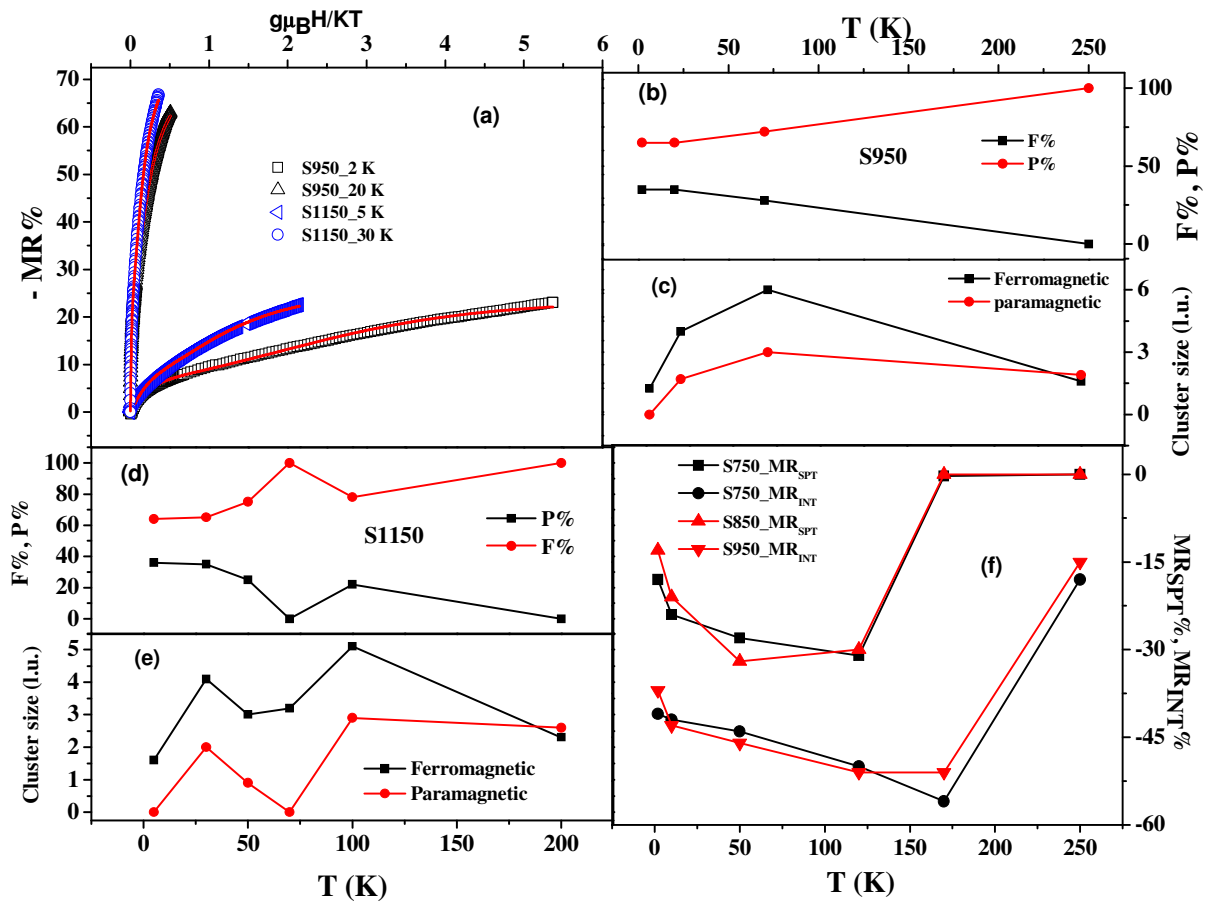 gμBH/KT
0 1 2 3 4 5 6
- MR%
70
60
50
40
30
20
10
0
(a)
S950_2 K
S950_20 K
S1150_5 K
S1150_30 K
T (K)
0 50 100 150 200 250
(b)
S950
F%
P%
100
50
0
F%, P%
(c)
Ferromagnetic
paramagnetic
6
3
0
Cluster size (l.u.)
(d)
S1150
P%
F%
100
80
60
40
20
0
F%, P%
(e)
Ferromagnetic
Paramagnetic
5
4
3
2
1
0
Cluster size (l.u.)
0 50 100 150 200
T (K)
S750_MRSPT
S750_MRINT
S850_MRSPT
S950_MRINT
(f)
0
-15
-30
-45
-60
MRSPT%, MRINT%
0 50 100 150 200 250
T (K)